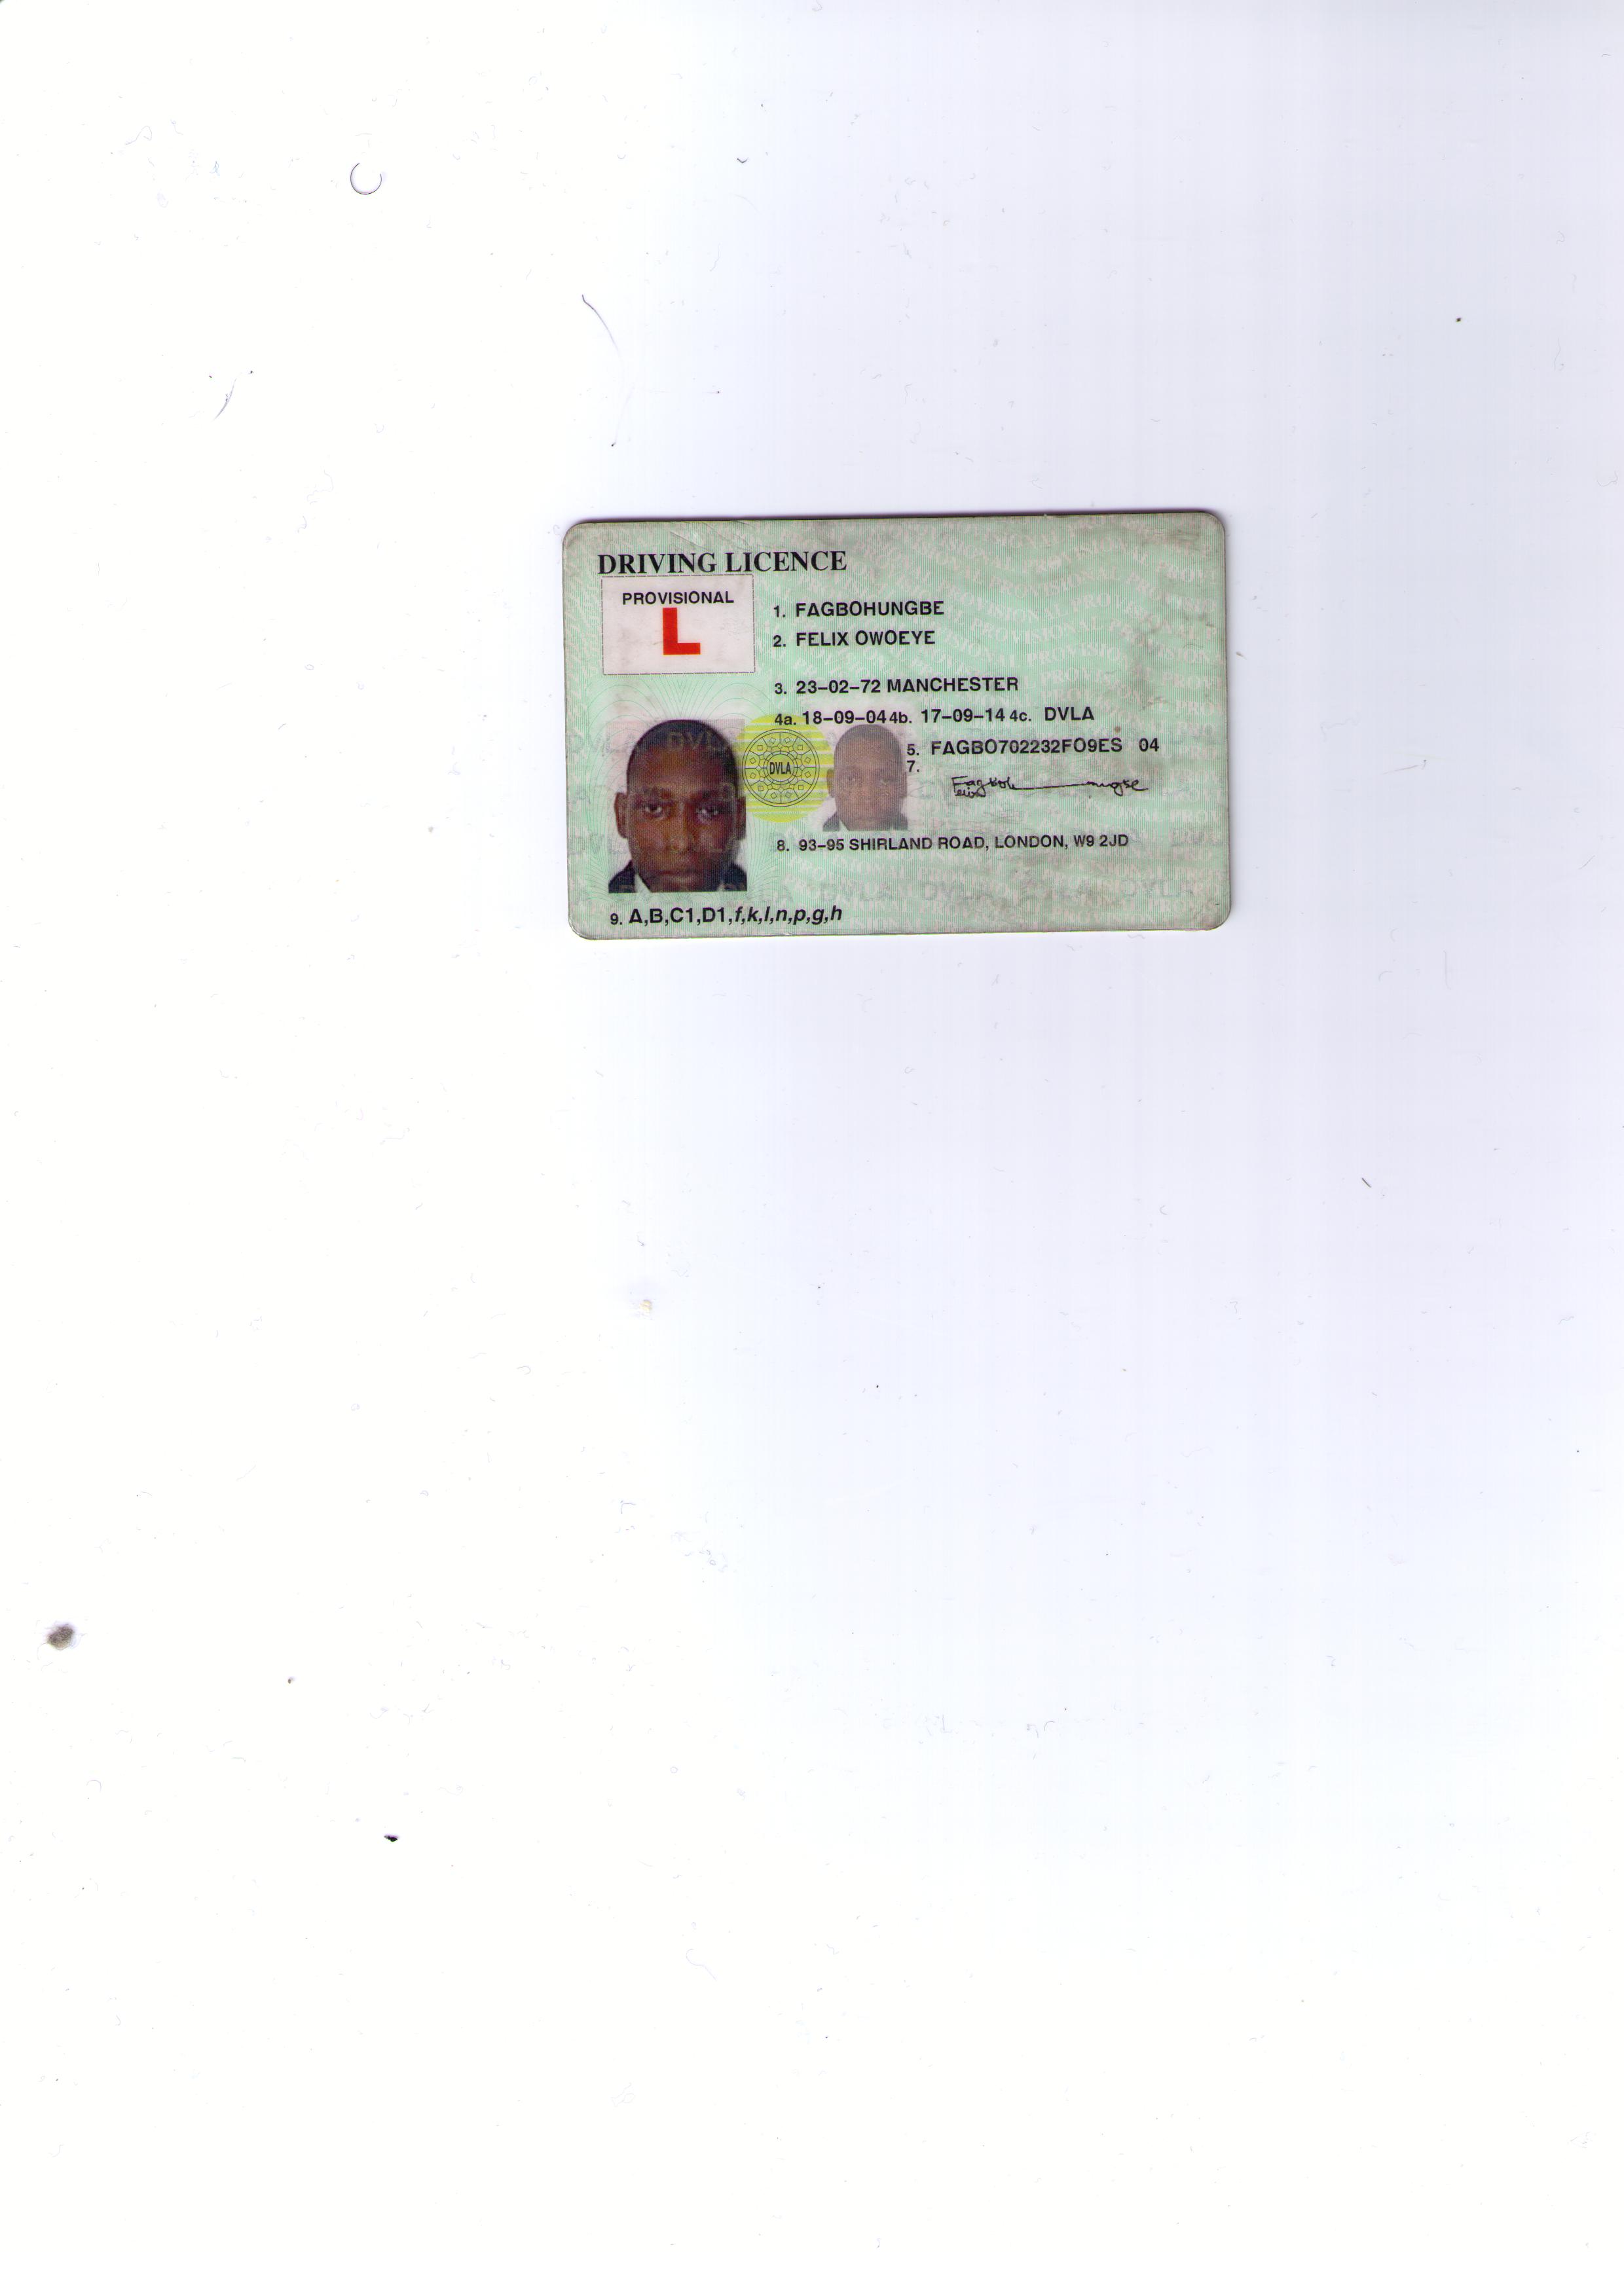 DRIVING LICENCE
PROVISIONAL
L
1. FAGBOHUNGBE
2. FELIX OWOEYE
3. 23–02–72 MANCHESTER
4a. 18–09–04 4b. 17–09–14 4c. DVLA
5. FAGBO702232FO9ES 04
7.
DVLA
8. 93–95 SHIRLAND ROAD, LONDON, W9 2JD
9. A,B,C1,D1,f,k,l,n,p,g,h